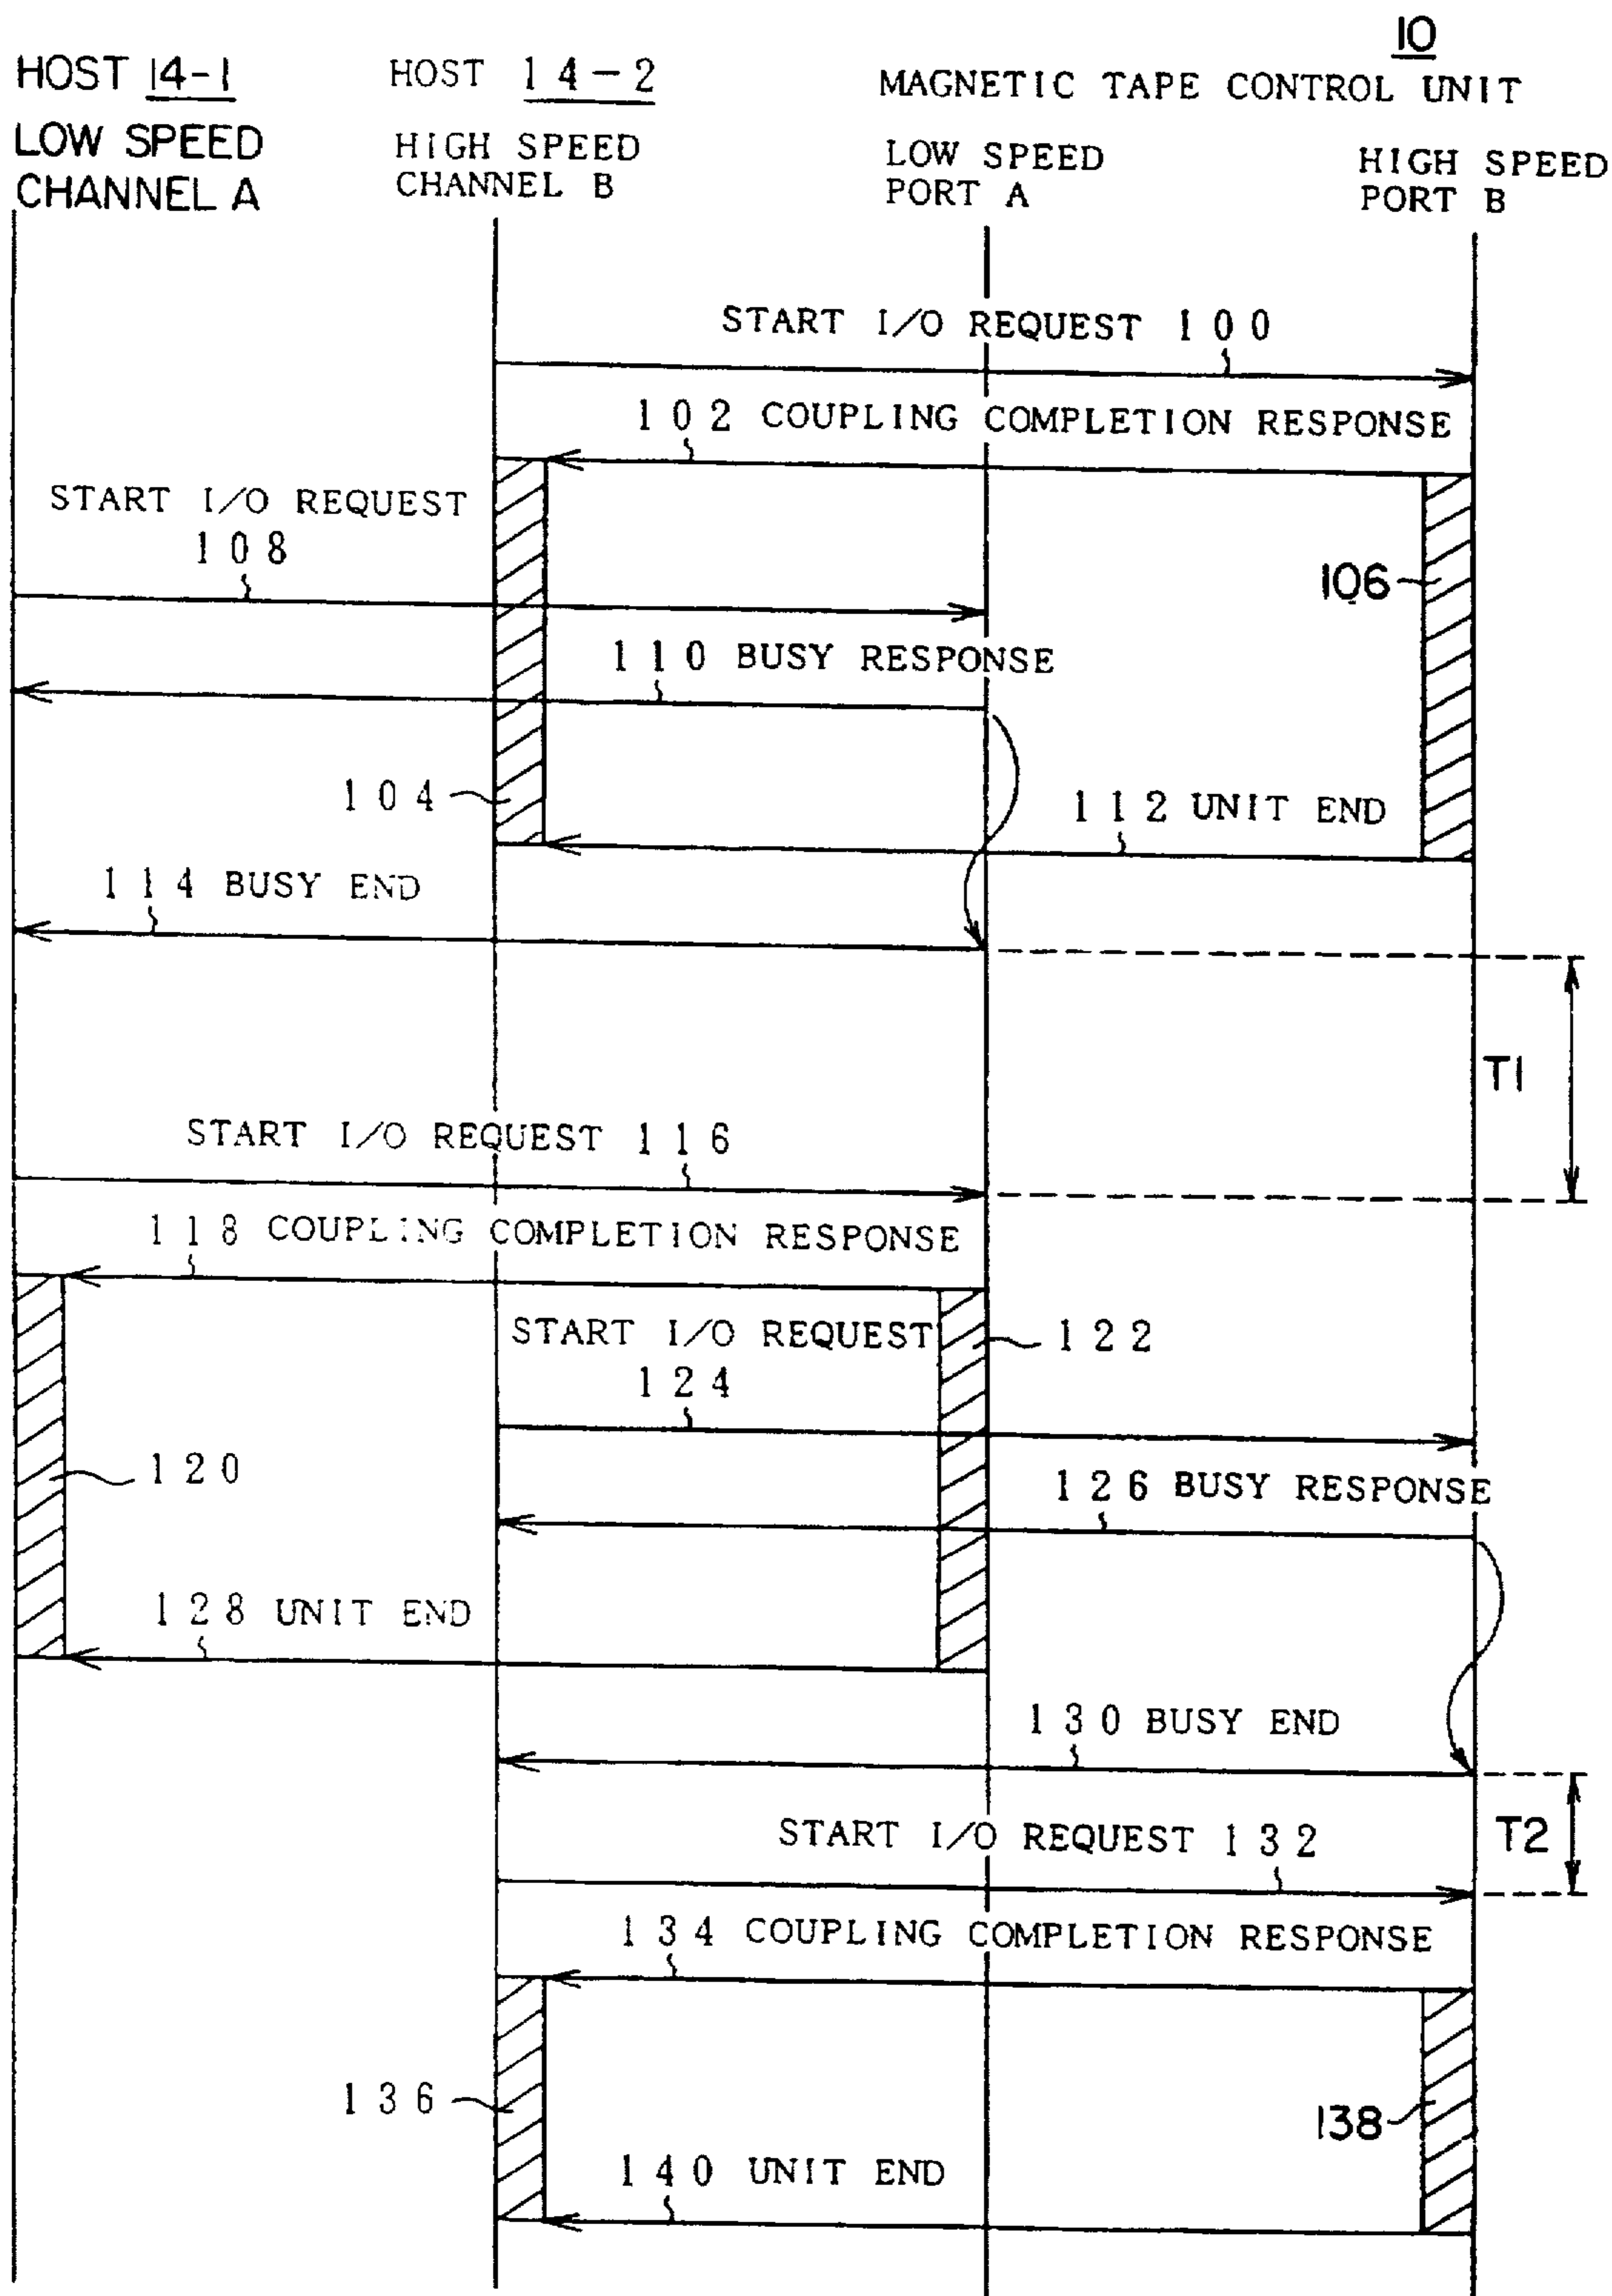 10
HOST 14-1
HOST 14-2
MAGNETIC TAPE CONTROL UNIT
LOW SPEED
CHANNEL A
HIGH SPEED
CHANNEL B
LOW SPEED
PORT A
HIGH SPEED
PORT B
START I/O REQUEST 100
102 COUPLING COMPLETION RESPONSE
START I/O REQUEST
108
106
110 BUSY RESPONSE
104
112 UNIT END
114 BUSY END
T1
START I/O REQUEST 116
118 COUPLING COMPLETION RESPONSE
START I/O REQUEST
124
122
120
126 BUSY RESPONSE
128 UNIT END
130 BUSY END
START I/O REQUEST 132
T2
134 COUPLING COMPLETION RESPONSE
136
138
140 UNIT END